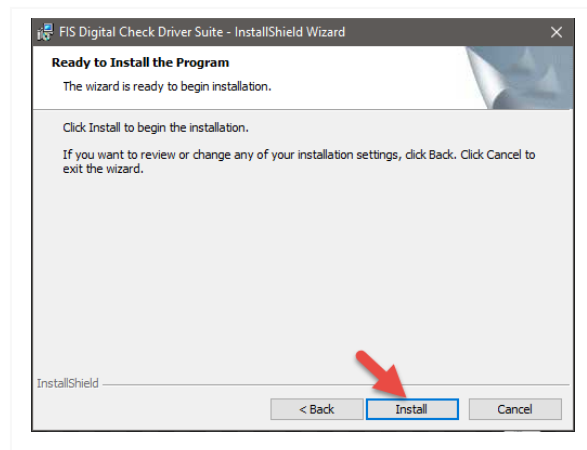 FIS Digital Check Driver Suite - InstallShield Wizard
Ready to Install the Program
The wizard is ready to begin installation.
Click Install to begin the installation.
If you want to review or change any of your installation settings, click Back. Click Cancel to
exit the wizard.
InstallShield
< Back Install Cancel